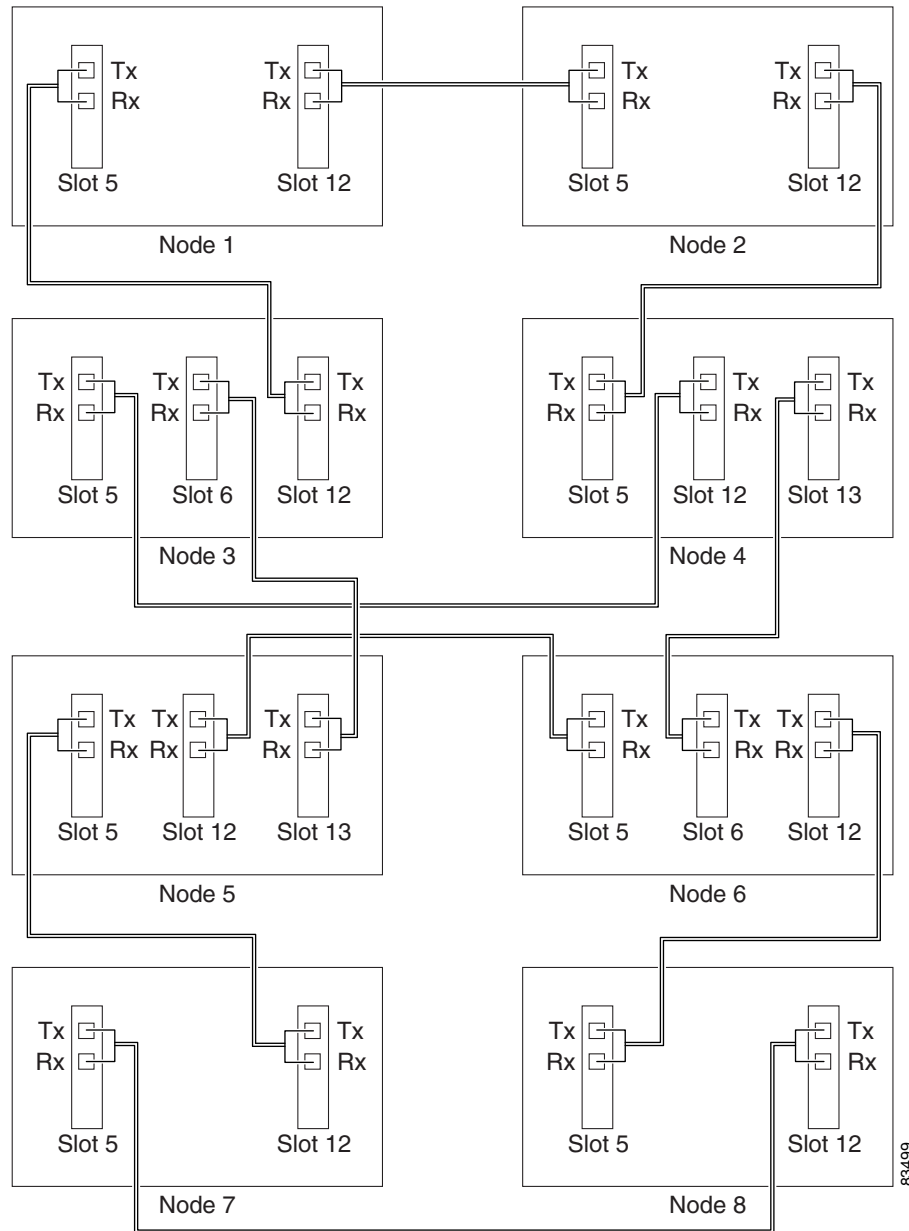 Tx Tx Tx Tx
Rx Rx Rx Rx
Slot 5 Slot 12 Slot 5 Slot 12
Node 1 Node 2
Tx Tx Tx Tx Tx Tx
Rx Rx Rx Rx Rx Rx
Slot 5 Slot 6 Slot 12 Slot 5 Slot 12 Slot 13
Node 3 Node 4
Tx Tx Tx Tx Tx Tx
Rx Rx Rx Rx Rx Rx
Slot 5 Slot 12 Slot 13 Slot 5 Slot 6 Slot 12
Node 5 Node 6
Tx Tx Tx Tx
Rx Rx Rx Rx
Slot 5 Slot 12 Slot 5 Slot 12
Node 7 Node 8
83499